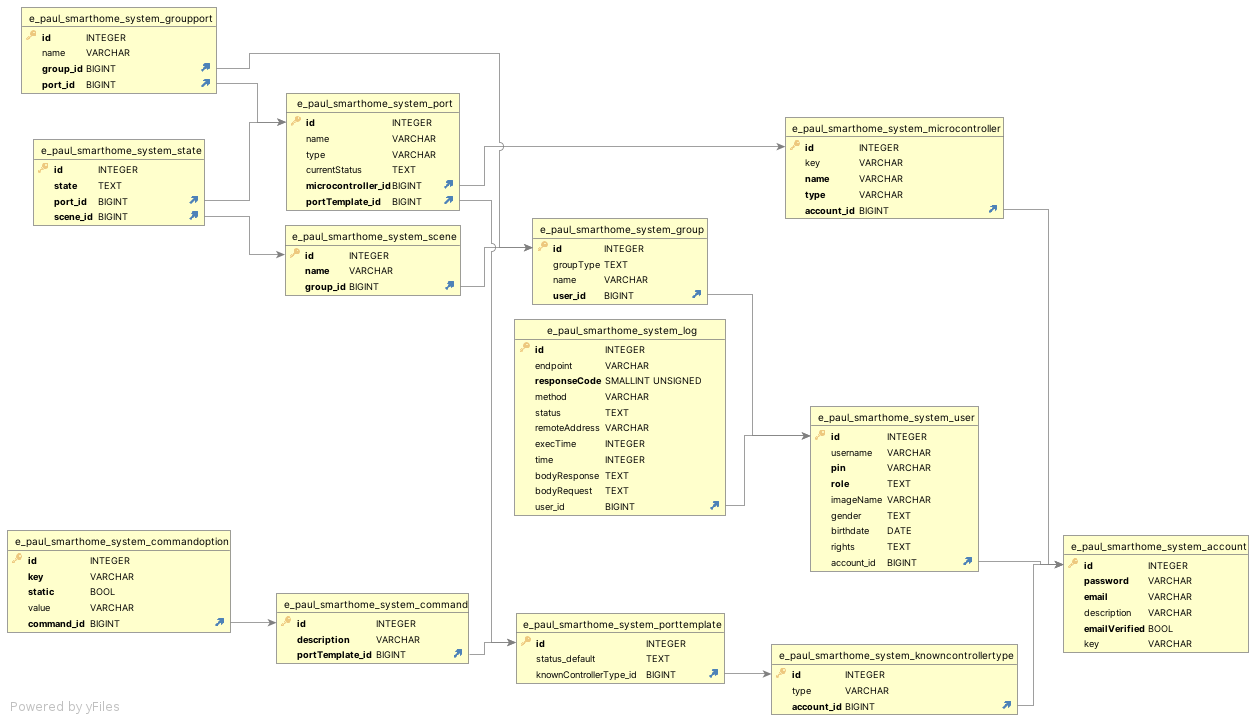 e_paul_smarthome_system_groupport
id INTEGER
name VARCHAR
group_id BIGINT
port_id BIGINT
e_paul_smarthome_system_port
id INTEGER
name VARCHAR
type VARCHAR
currentStatus TEXT
microcontroller_id BIGINT
portTemplate_id BIGINT
e_paul_smarthome_system_microcontroller
id INTEGER
key VARCHAR
name VARCHAR
type VARCHAR
account_id BIGINT
e_paul_smarthome_system_state
id INTEGER
state TEXT
port_id BIGINT
scene_id BIGINT
e_paul_smarthome_system_scene
id INTEGER
name VARCHAR
group_id BIGINT
e_paul_smarthome_system_group
id INTEGER
groupType TEXT
name VARCHAR
user_id BIGINT
e_paul_smarthome_system_log
id INTEGER
endpoint VARCHAR
responseCode SMALLINT UNSIGNED
method VARCHAR
status TEXT
remoteAddress VARCHAR
execTime INTEGER
time INTEGER
bodyResponse TEXT
bodyRequest TEXT
user_id BIGINT
e_paul_smarthome_system_user
id INTEGER
username VARCHAR
pin VARCHAR
role TEXT
imageName VARCHAR
gender TEXT
birthdate DATE
rights TEXT
account_id BIGINT
e_paul_smarthome_system_commandoption
id INTEGER
key VARCHAR
static BOOL
value VARCHAR
command_id BIGINT
e_paul_smarthome_system_command
id INTEGER
description VARCHAR
portTemplate_id BIGINT
e_paul_smarthome_system_porttemplate
id INTEGER
status_default TEXT
knownControllerType_id BIGINT
e_paul_smarthome_system_knowncontrollertype
id INTEGER
type VARCHAR
account_id BIGINT
e_paul_smarthome_system_account
id INTEGER
password VARCHAR
email VARCHAR
description VARCHAR
emailVerified BOOL
key VARCHAR
Powered by yFiles